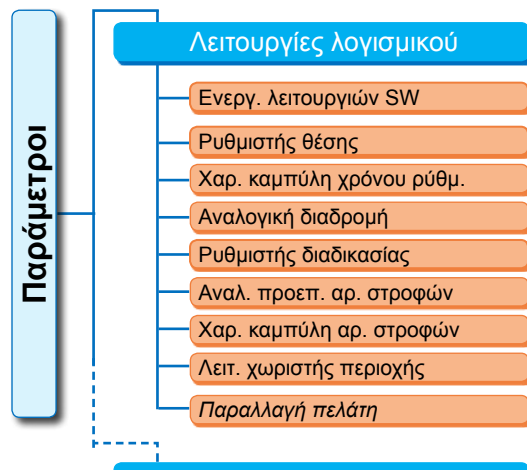 Παράμετροι
Λειτουργίες λογισμικού
Ενεργ. λειτουργιών SW
Ρυθμιστής θέσης
Χαρ. καμπύλη χρόνου ρύθμ.
Αναλογική διαδρομή
Ρυθμιστής διαδικασίας
Αναλ. προεπ. αρ. στροφών
Χαρ. καμπύλη αρ. στροφών
Λειτ. χωριστής περιοχής
Παραλλαγή πελάτη